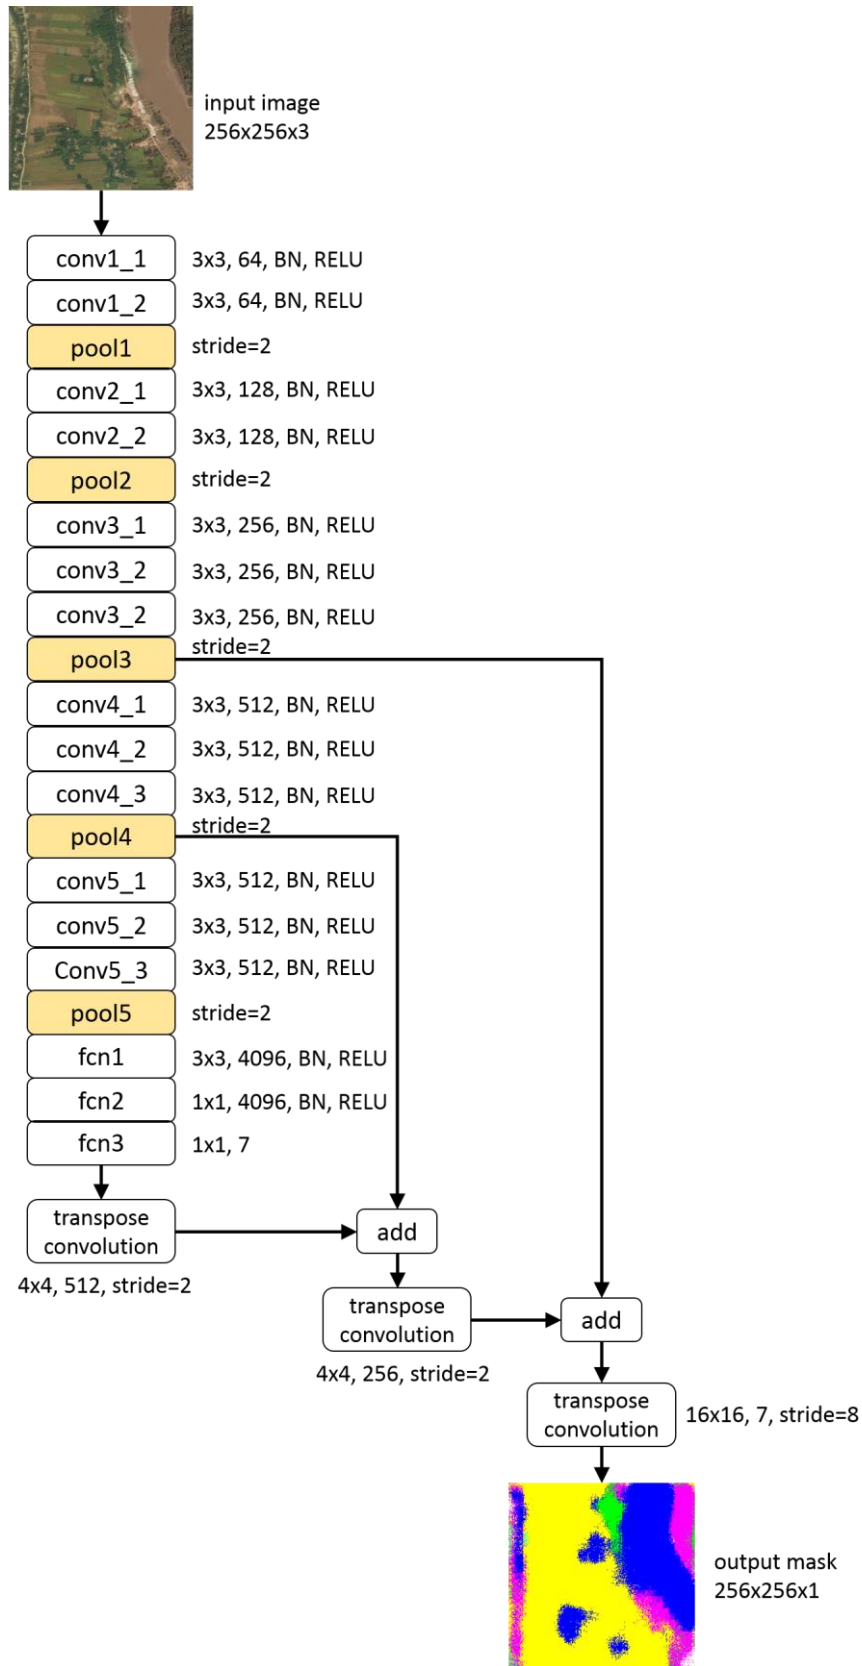 input image
256x256x3
conv1_1 3x3, 64, BN, RELU
conv1_2 3x3, 64, BN, RELU
pool1 stride=2
conv2_1 3x3, 128, BN, RELU
conv2_2 3x3, 128, BN, RELU
pool2 stride=2
conv3_1 3x3, 256, BN, RELU
conv3_2 3x3, 256, BN, RELU
conv3_2 3x3, 256, BN, RELU
pool3 stride=2
conv4_1 3x3, 512, BN, RELU
conv4_2 3x3, 512, BN, RELU
conv4_3 3x3, 512, BN, RELU
pool4 stride=2
conv5_1 3x3, 512, BN, RELU
conv5_2 3x3, 512, BN, RELU
Conv5_3 3x3, 512, BN, RELU
pool5 stride=2
fcn1 3x3, 4096, BN, RELU
fcn2 1x1, 4096, BN, RELU
fcn3 1x1, 7
transpose
convolution
4x4, 512, stride=2
add
transpose
convolution
4x4, 256, stride=2
add
transpose
convolution
16x16, 7, stride=8
output mask
256x256x1